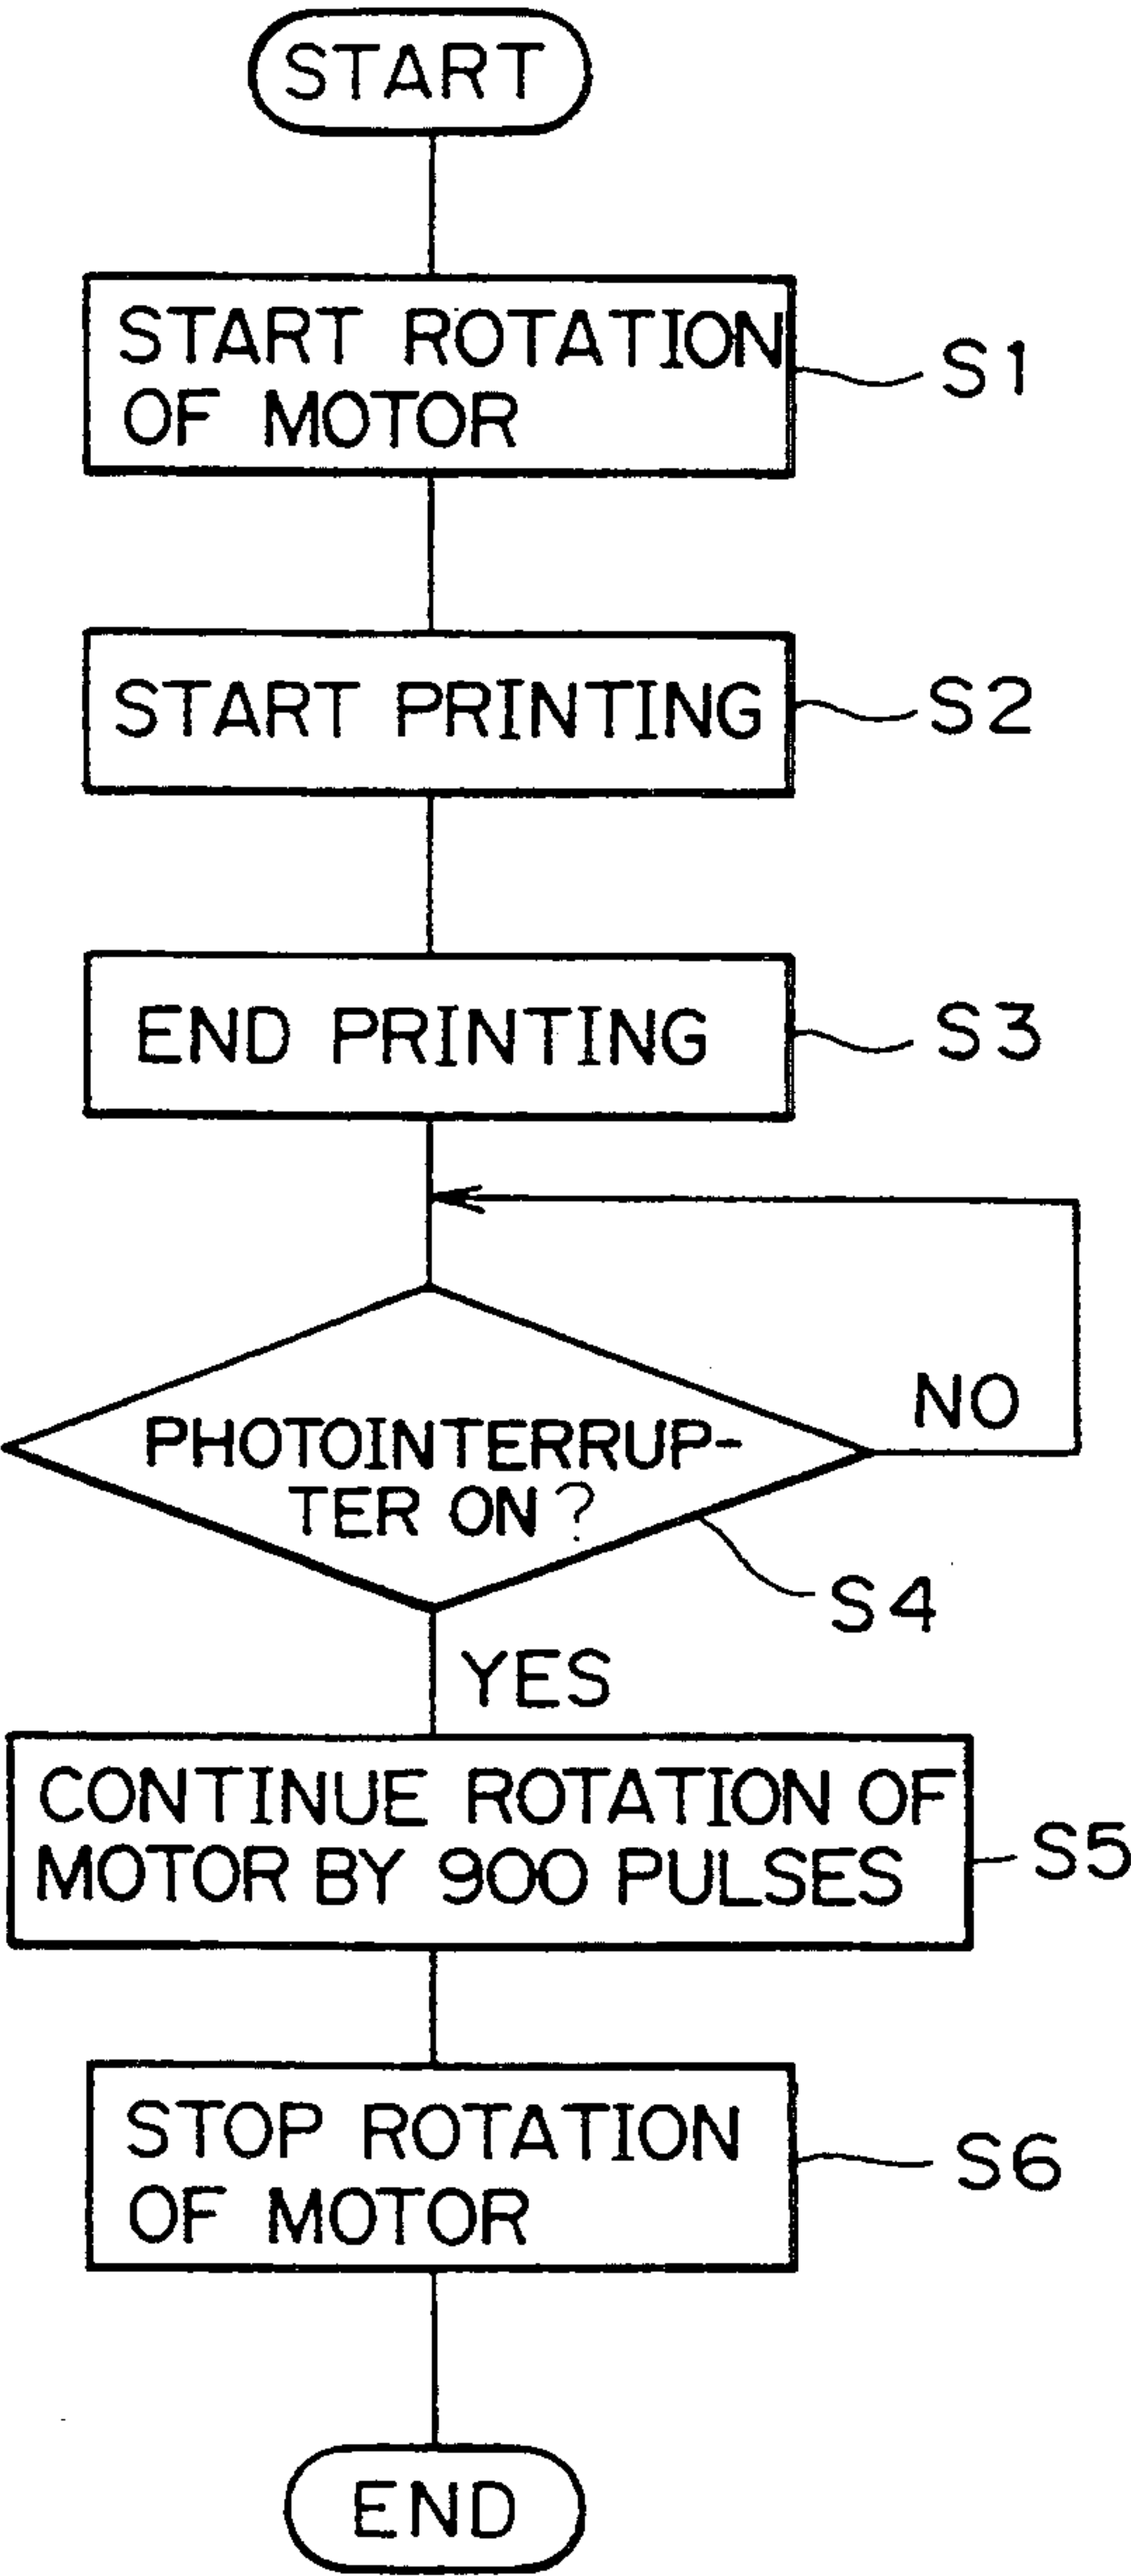 START
START ROTATION
OF MOTOR
S1
START PRINTING
S2
END PRINTING
S3
NO
PHOTOINTERRUP-
TER ON?
S4
YES
CONTINUE ROTATION OF
MOTOR BY 900 PULSES
S5
STOP ROTATION
OF MOTOR
S6
END